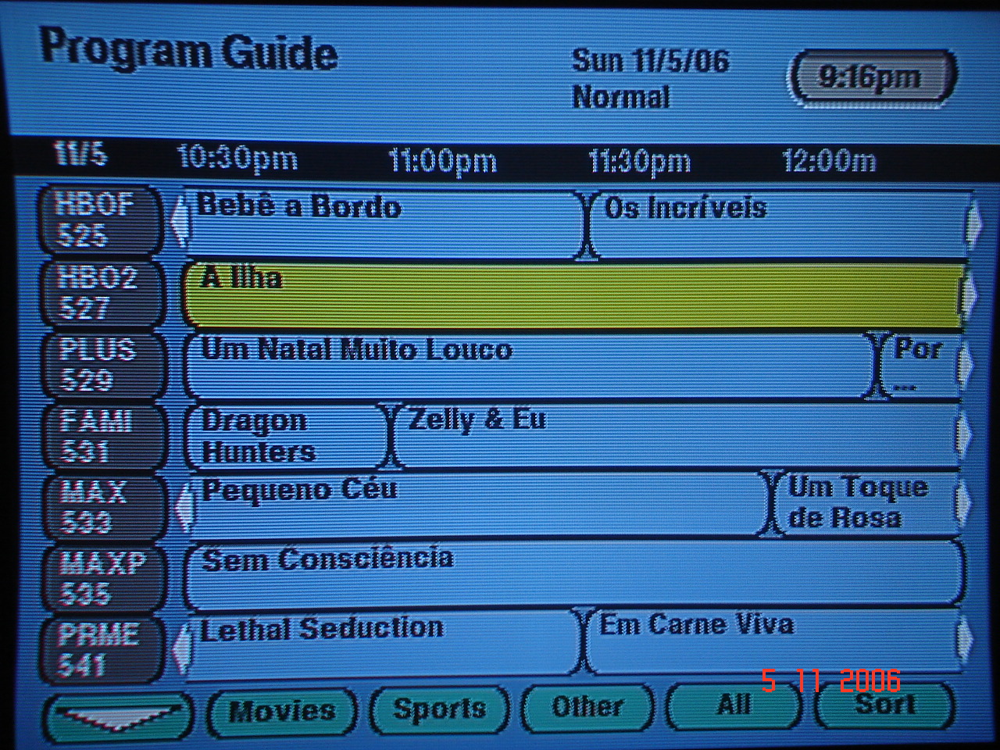 Program Guide
Sun 11/5/06
Normal
9:16pm
11/5 10:30pm 11:00pm 11:30pm 12:00m
HBOF
525
Bebê a Bordo
Os Incríveis
HBO2
527
A Ilha
PLUS
529
Um Natal Muito Louco
Por
...
FAMI
531
Dragon
Hunters
Zelly & Eu
MAX
533
Pequeno Céu
Um Toque
de Rosa
MAXP
535
Sem Consciência
PRME
541
Lethal Seduction
Em Carne Viva
Movies Sports Other All Sort
5 11 2006